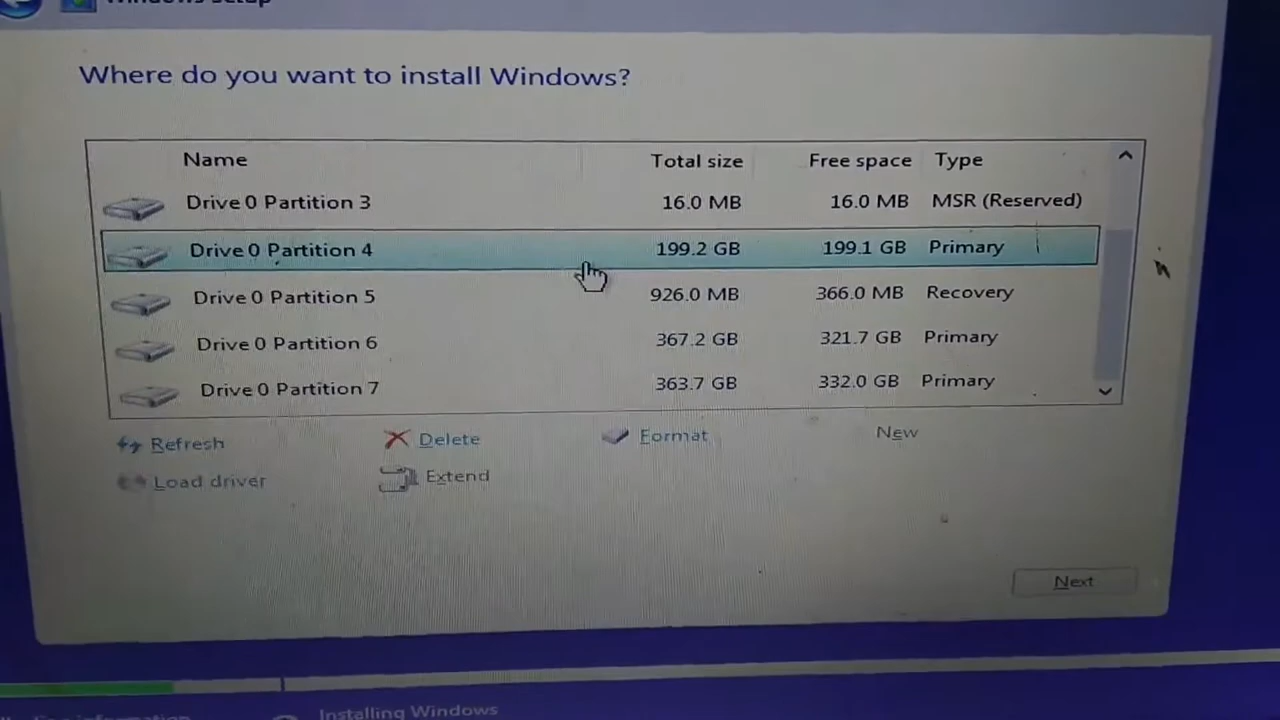 Windows Setup
Where do you want to install Windows?
Name Total size Free space Type
Drive 0 Partition 3 16.0 MB 16.0 MB MSR (Reserved)
Drive 0 Partition 4 199.2 GB 199.1 GB Primary
Drive 0 Partition 5 926.0 MB 366.0 MB Recovery
Drive 0 Partition 6 367.2 GB 321.7 GB Primary
Drive 0 Partition 7 363.7 GB 332.0 GB Primary
Refresh Delete Format New
Load driver Extend
Next
information Installing Windows